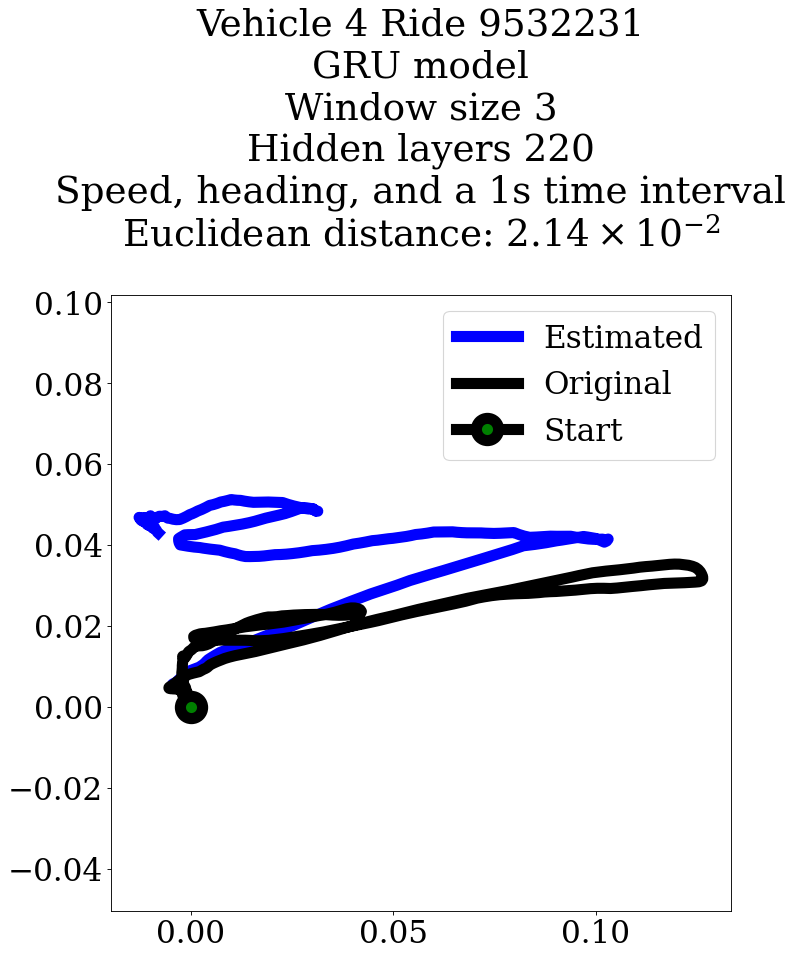 Vehicle 4 Ride 9532231
GRU model
Window size 3
Hidden layers 220
Speed, heading, and a 1s time interval
Euclidean distance: 2.14 × 10⁻²
Estimated
Original
Start
0.10
0.08
0.06
0.04
0.02
0.00
−0.02
−0.04
0.00 0.05 0.10